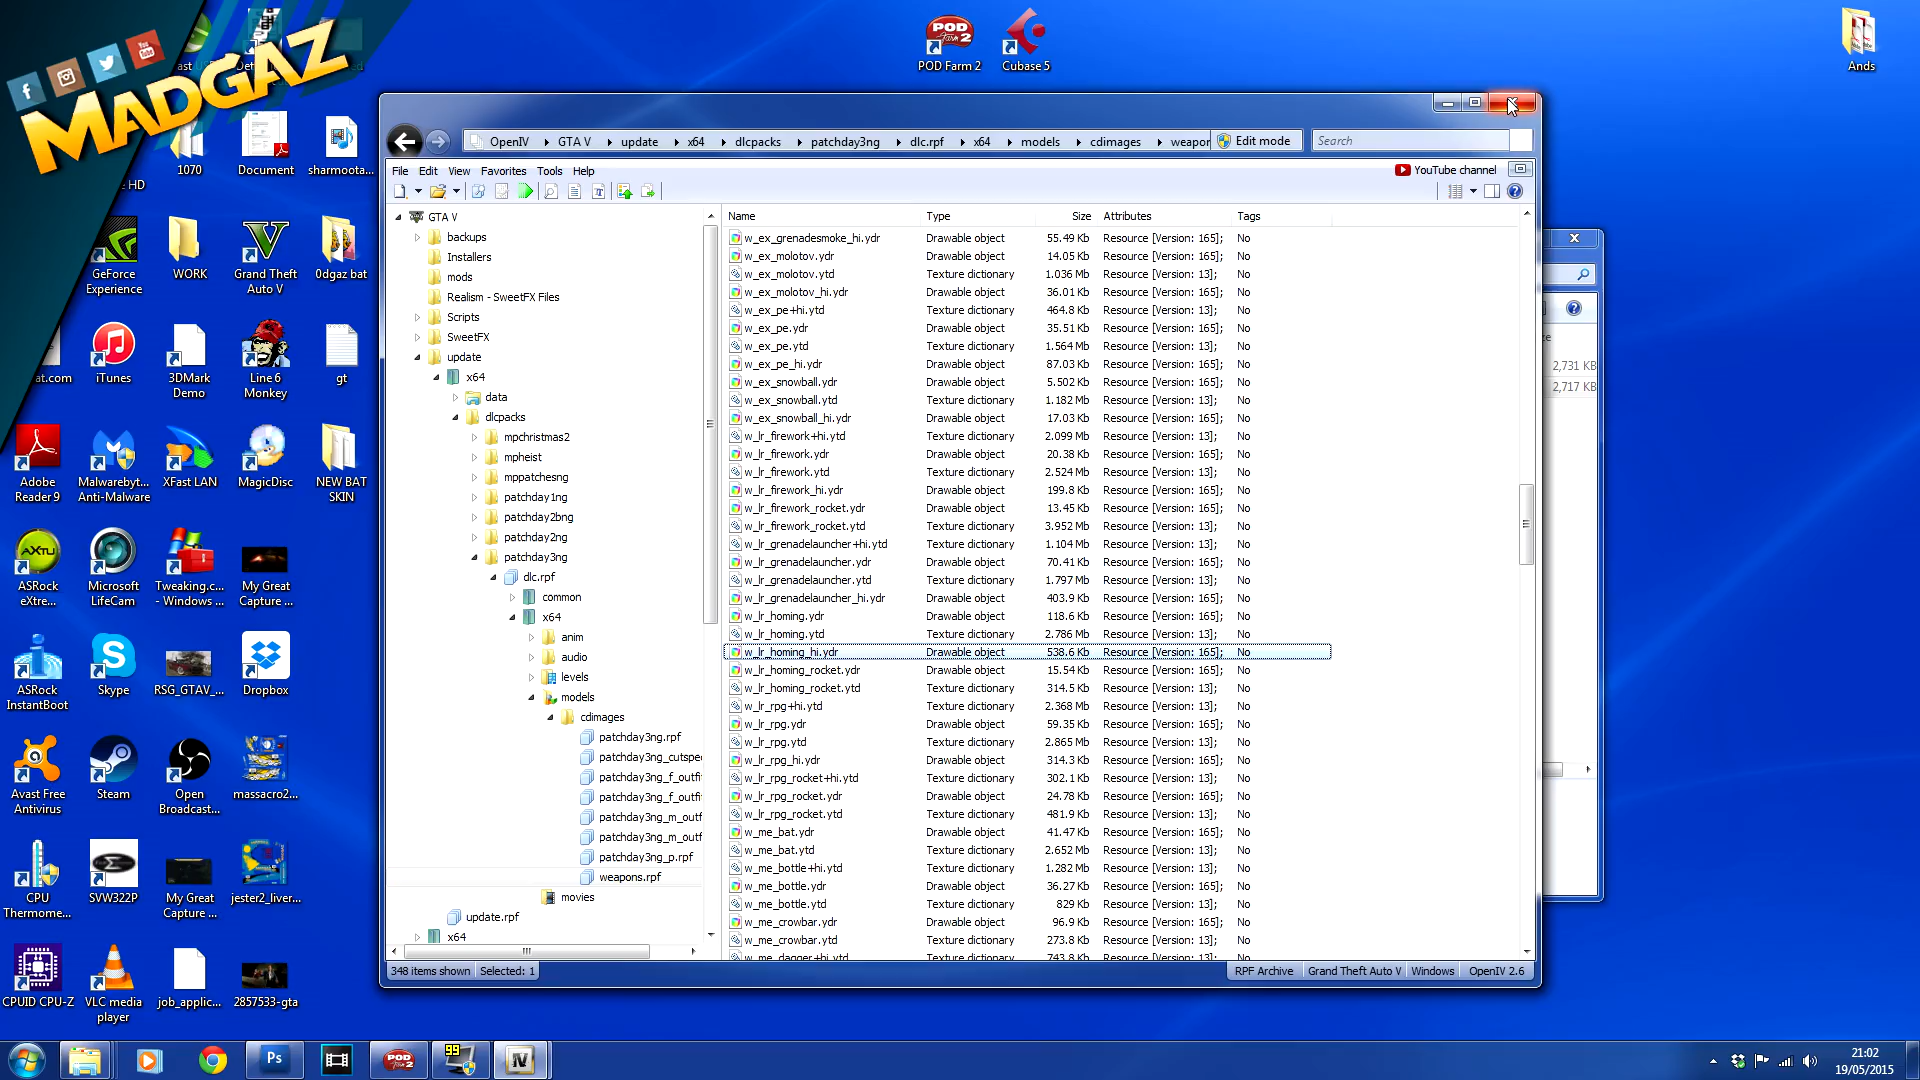 MADGAZ
POD Farm 2
Cubase 5
Ands
HD
1070
Document
sharmoota...
GeForce Experience
WORK
Grand Theft Auto V
0dgaz bat
at.com
iTunes
3DMark Demo
Line 6 Monkey
gt
Adobe Reader 9
Malwarebyt... Anti-Malware
XFast LAN
MagicDisc
NEW BAT SKIN
ASRock eXtre...
Microsoft LifeCam
Tweaking.c... - Windows ...
My Great Capture ...
ASRock InstantBoot
Skype
RSG_GTAV_...
Dropbox
Avast Free Antivirus
Steam
Open Broadcast...
massacro2...
CPU Thermome...
SVW322P
My Great Capture ...
jester2_liver...
CPUID CPU-Z
VLC media player
job_applic...
2857533-gta
OpenIV GTA V update x64 dlcpacks patchday3ng dlc.rpf x64 models cdimages weapor
Edit mode
Search
File Edit View Favorites Tools Help
YouTube channel
GTA V
backups
Installers
mods
Realism - SweetFX Files
Scripts
SweetFX
update
x64
data
dlcpacks
mpchristmas2
mpheist
mppatchesng
patchday1ng
patchday2bng
patchday2ng
patchday3ng
dlc.rpf
common
x64
anim
audio
levels
models
cdimages
patchday3ng.rpf
patchday3ng_cutspe
patchday3ng_f_outfi
patchday3ng_f_outfi
patchday3ng_m_outf
patchday3ng_m_outf
patchday3ng_p.rpf
weapons.rpf
movies
update.rpf
x64
Name Type Size Attributes Tags
w_ex_grenadesmoke_hi.ydr Drawable object 55.49 Kb Resource [Version: 165]; No
w_ex_molotov.ydr Drawable object 14.05 Kb Resource [Version: 165]; No
w_ex_molotov.ytd Texture dictionary 1.036 Mb Resource [Version: 13]; No
w_ex_molotov_hi.ydr Drawable object 36.01 Kb Resource [Version: 165]; No
w_ex_pe+hi.ytd Texture dictionary 464.8 Kb Resource [Version: 13]; No
w_ex_pe.ydr Drawable object 35.51 Kb Resource [Version: 165]; No
w_ex_pe.ytd Texture dictionary 1.564 Mb Resource [Version: 13]; No
w_ex_pe_hi.ydr Drawable object 87.03 Kb Resource [Version: 165]; No
w_ex_snowball.ydr Drawable object 5.502 Kb Resource [Version: 165]; No
w_ex_snowball.ytd Texture dictionary 1.182 Mb Resource [Version: 13]; No
w_ex_snowball_hi.ydr Drawable object 17.03 Kb Resource [Version: 165]; No
w_lr_firework+hi.ytd Texture dictionary 2.099 Mb Resource [Version: 13]; No
w_lr_firework.ydr Drawable object 20.38 Kb Resource [Version: 165]; No
w_lr_firework.ytd Texture dictionary 2.524 Mb Resource [Version: 13]; No
w_lr_firework_hi.ydr Drawable object 199.8 Kb Resource [Version: 165]; No
w_lr_firework_rocket.ydr Drawable object 13.45 Kb Resource [Version: 165]; No
w_lr_firework_rocket.ytd Texture dictionary 3.952 Mb Resource [Version: 13]; No
w_lr_grenadelauncher+hi.ytd Texture dictionary 1.104 Mb Resource [Version: 13]; No
w_lr_grenadelauncher.ydr Drawable object 70.41 Kb Resource [Version: 165]; No
w_lr_grenadelauncher.ytd Texture dictionary 1.797 Mb Resource [Version: 13]; No
w_lr_grenadelauncher_hi.ydr Drawable object 403.9 Kb Resource [Version: 165]; No
w_lr_homing.ydr Drawable object 118.6 Kb Resource [Version: 165]; No
w_lr_homing.ytd Texture dictionary 2.786 Mb Resource [Version: 13]; No
w_lr_homing_hi.ydr Drawable object 538.6 Kb Resource [Version: 165]; No
w_lr_homing_rocket.ydr Drawable object 15.54 Kb Resource [Version: 165]; No
w_lr_homing_rocket.ytd Texture dictionary 314.5 Kb Resource [Version: 13]; No
w_lr_rpg+hi.ytd Texture dictionary 2.368 Mb Resource [Version: 13]; No
w_lr_rpg.ydr Drawable object 59.35 Kb Resource [Version: 165]; No
w_lr_rpg.ytd Texture dictionary 2.865 Mb Resource [Version: 13]; No
w_lr_rpg_hi.ydr Drawable object 314.3 Kb Resource [Version: 165]; No
w_lr_rpg_rocket+hi.ytd Texture dictionary 302.1 Kb Resource [Version: 13]; No
w_lr_rpg_rocket.ydr Drawable object 24.78 Kb Resource [Version: 165]; No
w_lr_rpg_rocket.ytd Texture dictionary 481.9 Kb Resource [Version: 13]; No
w_me_bat.ydr Drawable object 41.47 Kb Resource [Version: 165]; No
w_me_bat.ytd Texture dictionary 2.652 Mb Resource [Version: 13]; No
w_me_bottle+hi.ytd Texture dictionary 1.282 Mb Resource [Version: 13]; No
w_me_bottle.ydr Drawable object 36.27 Kb Resource [Version: 165]; No
w_me_bottle.ytd Texture dictionary 829 Kb Resource [Version: 13]; No
w_me_crowbar.ydr Drawable object 96.9 Kb Resource [Version: 165]; No
w_me_crowbar.ytd Texture dictionary 273.8 Kb Resource [Version: 13]; No
w_me_dagger+hi.ytd Texture dictionary 743.8 Kb Resource [Version: 13]; No
348 items shown Selected: 1
RPF Archive Grand Theft Auto V Windows OpenIV 2.6
2,731 KB
2,717 KB
Ps
POD 2
99
IV
21:02
19/05/2015